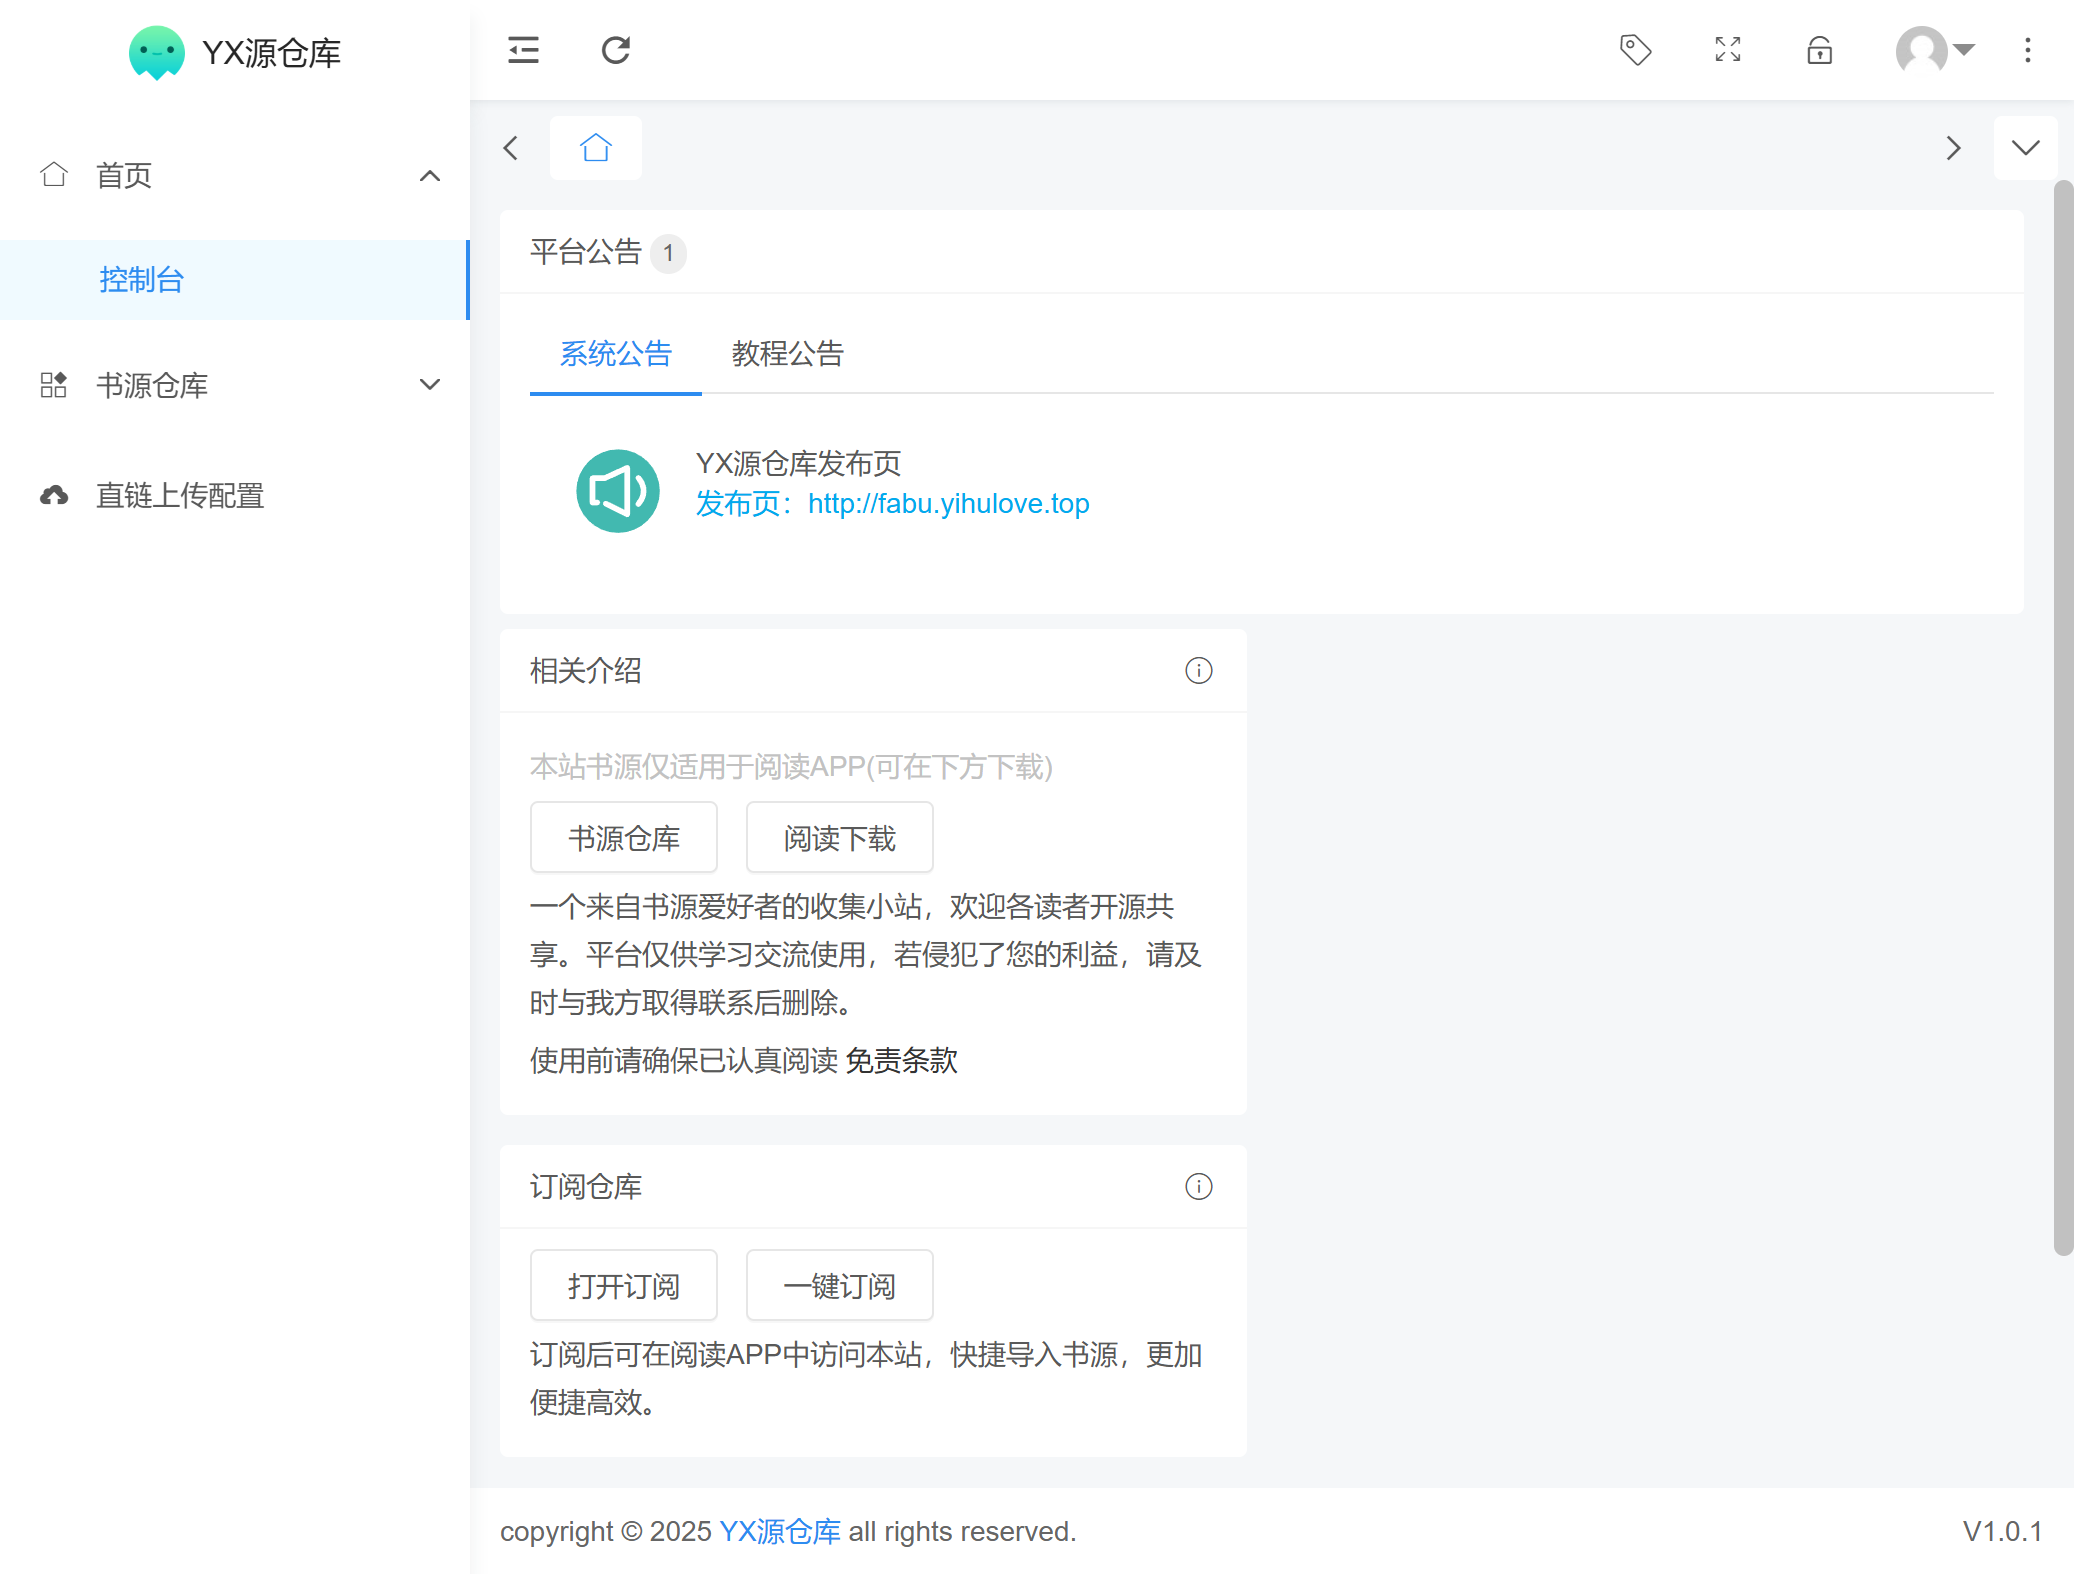 YX源仓库
首页
控制台
书源仓库
直链上传配置
平台公告 1
系统公告
教程公告
YX源仓库发布页
发布页：http://fabu.yihulove.top
相关介绍
本站书源仅适用于阅读APP(可在下方下载)
书源仓库
阅读下载
一个来自书源爱好者的收集小站，欢迎各读者开源共
享。平台仅供学习交流使用，若侵犯了您的利益，请及
时与我方取得联系后删除。
使用前请确保已认真阅读 免责条款
订阅仓库
打开订阅
一键订阅
订阅后可在阅读APP中访问本站，快捷导入书源，更加
便捷高效。
copyright © 2025 YX源仓库 all rights reserved.
V1.0.1